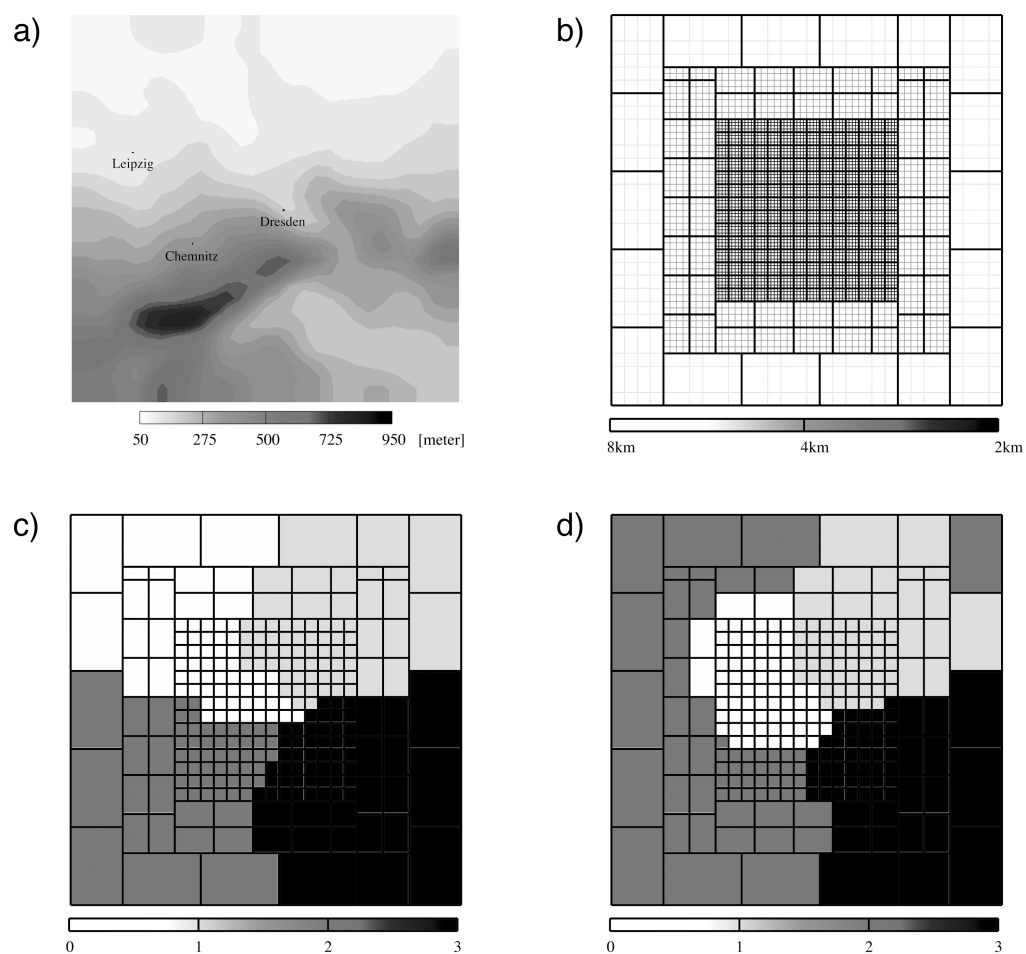 a)
b)
Leipzig
Dresden
Chemnitz
50 275 500 725 950 [meter]
8km 4km 2km
c)
d)
0 1 2 3
0 1 2 3